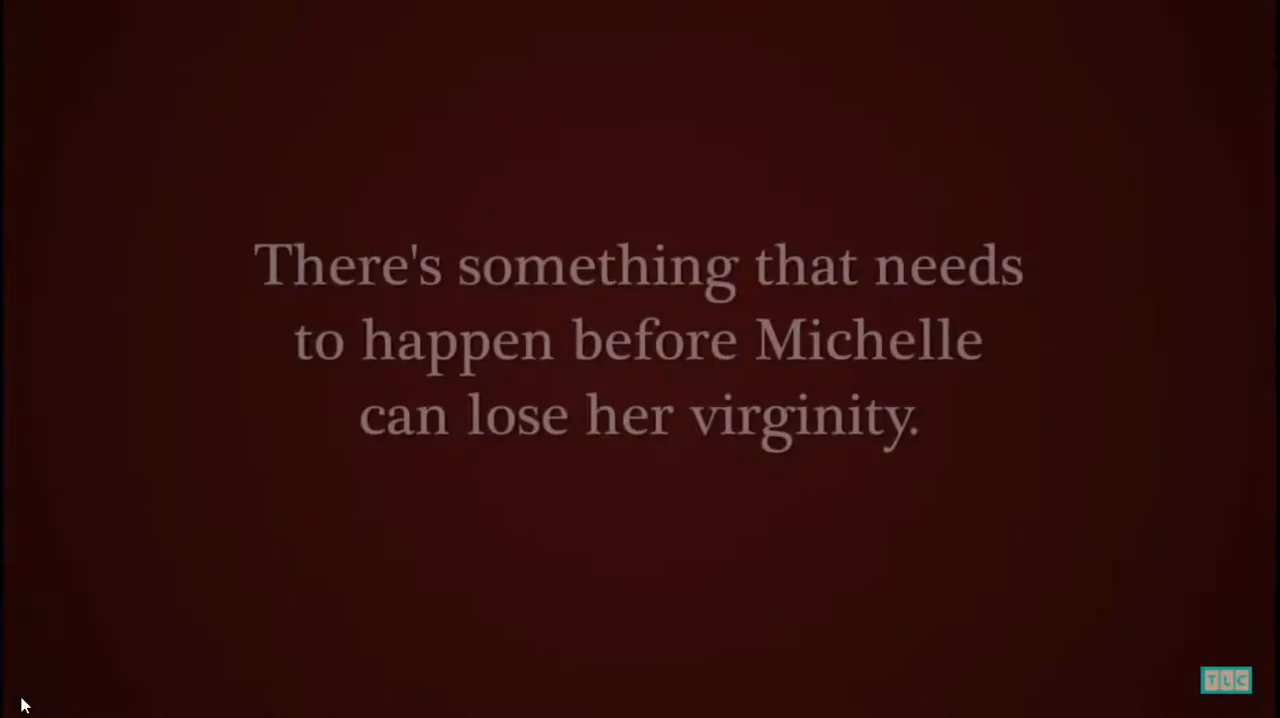 There's something that needs
to happen before Michelle
can lose her virginity.
TLC